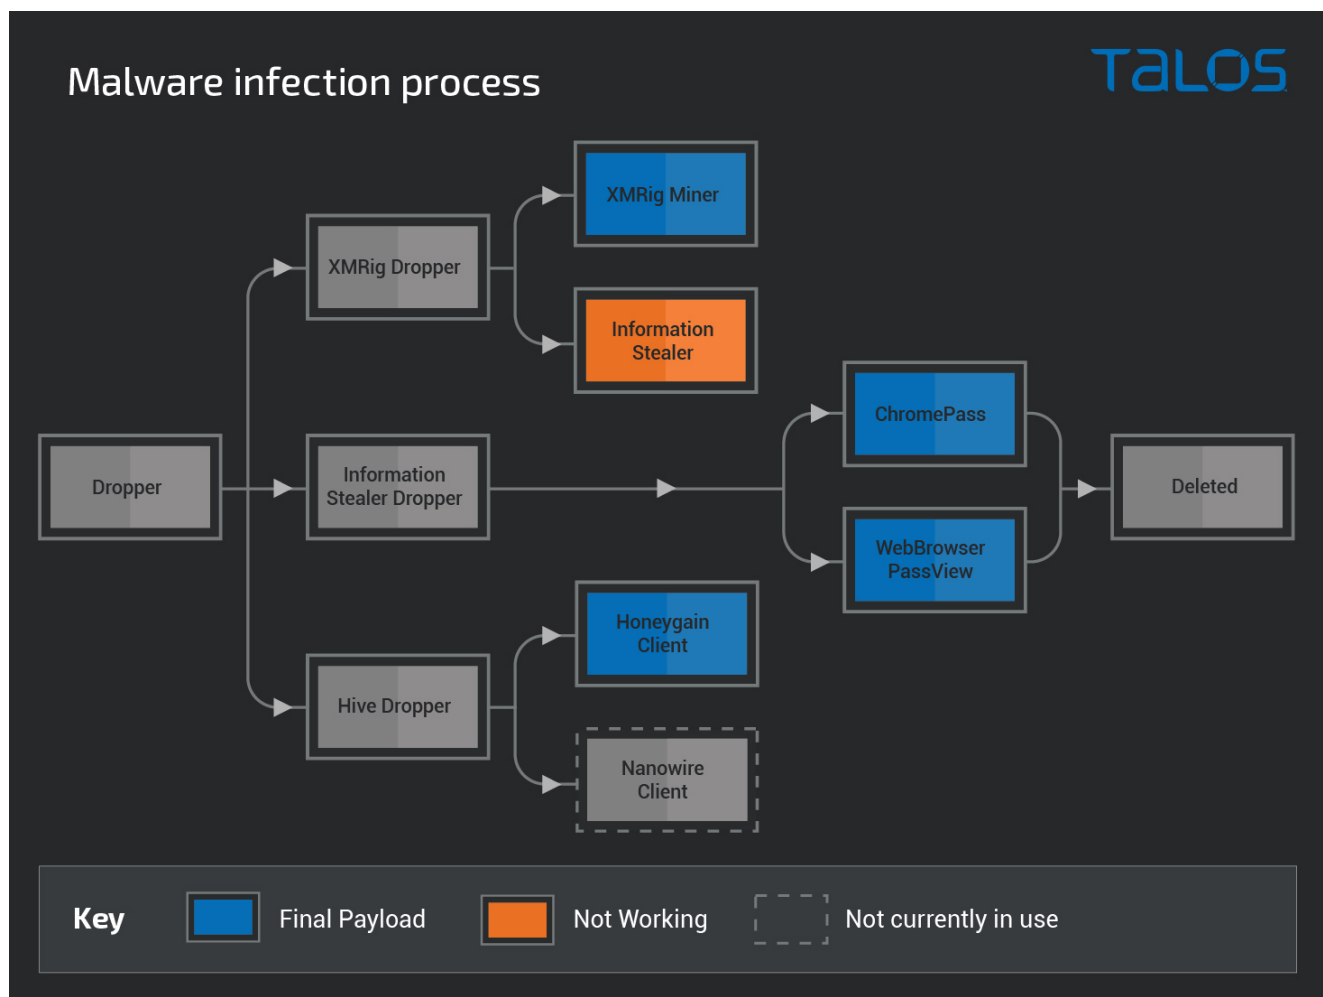 Malware infection process
TALOS
XMRig Miner
XMRig Dropper
Information
Stealer
ChromePass
Dropper
Information
Stealer Dropper
Deleted
WebBrowser
PassView
Honeygain
Client
Hive Dropper
Nanowire
Client
Key
Final Payload
Not Working
Not currently in use